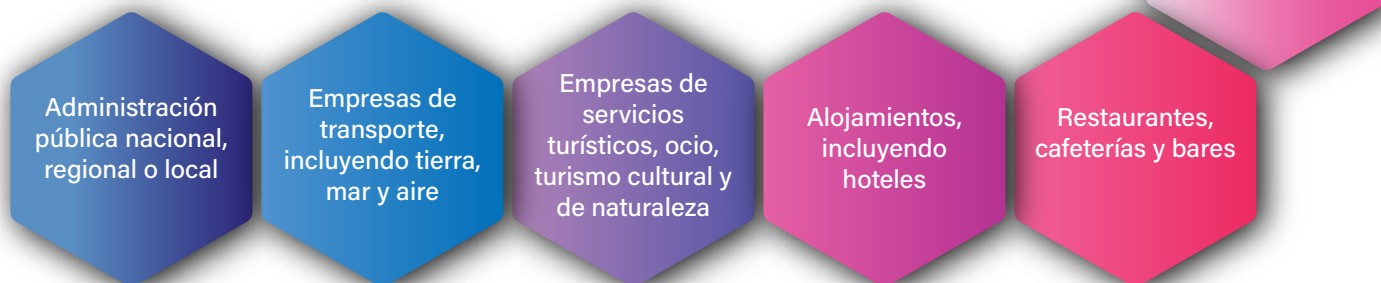 Administración
pública nacional,
regional o local
Empresas de
transporte,
incluyendo tierra,
mar y aire
Empresas de
servicios
turísticos, ocio,
turismo cultural y
de naturaleza
Alojamientos,
incluyendo
hoteles
Restaurantes,
cafeterías y bares